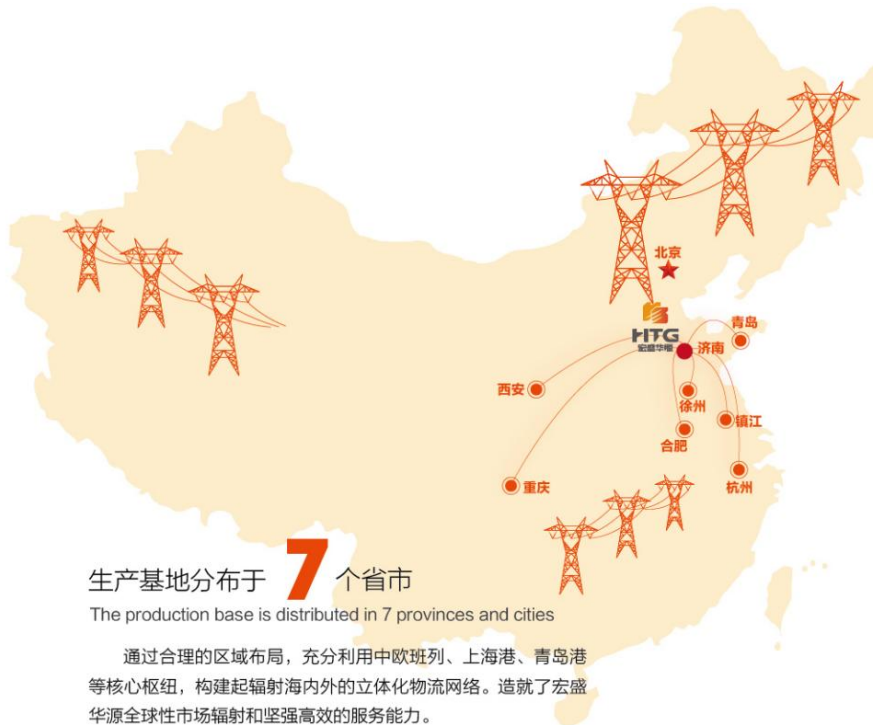 北京
HTG
宏盛华源
济南
青岛
西安
徐州
镇江
合肥
重庆
杭州
生产基地分布于 7 个省市
The production base is distributed in 7 provinces and cities
通过合理的区域布局，充分利用中欧班列、上海港、青岛港
等核心枢纽，构建起辐射海内外的立体化物流网络。造就了宏盛
华源全球性市场辐射和坚强高效的服务能力。